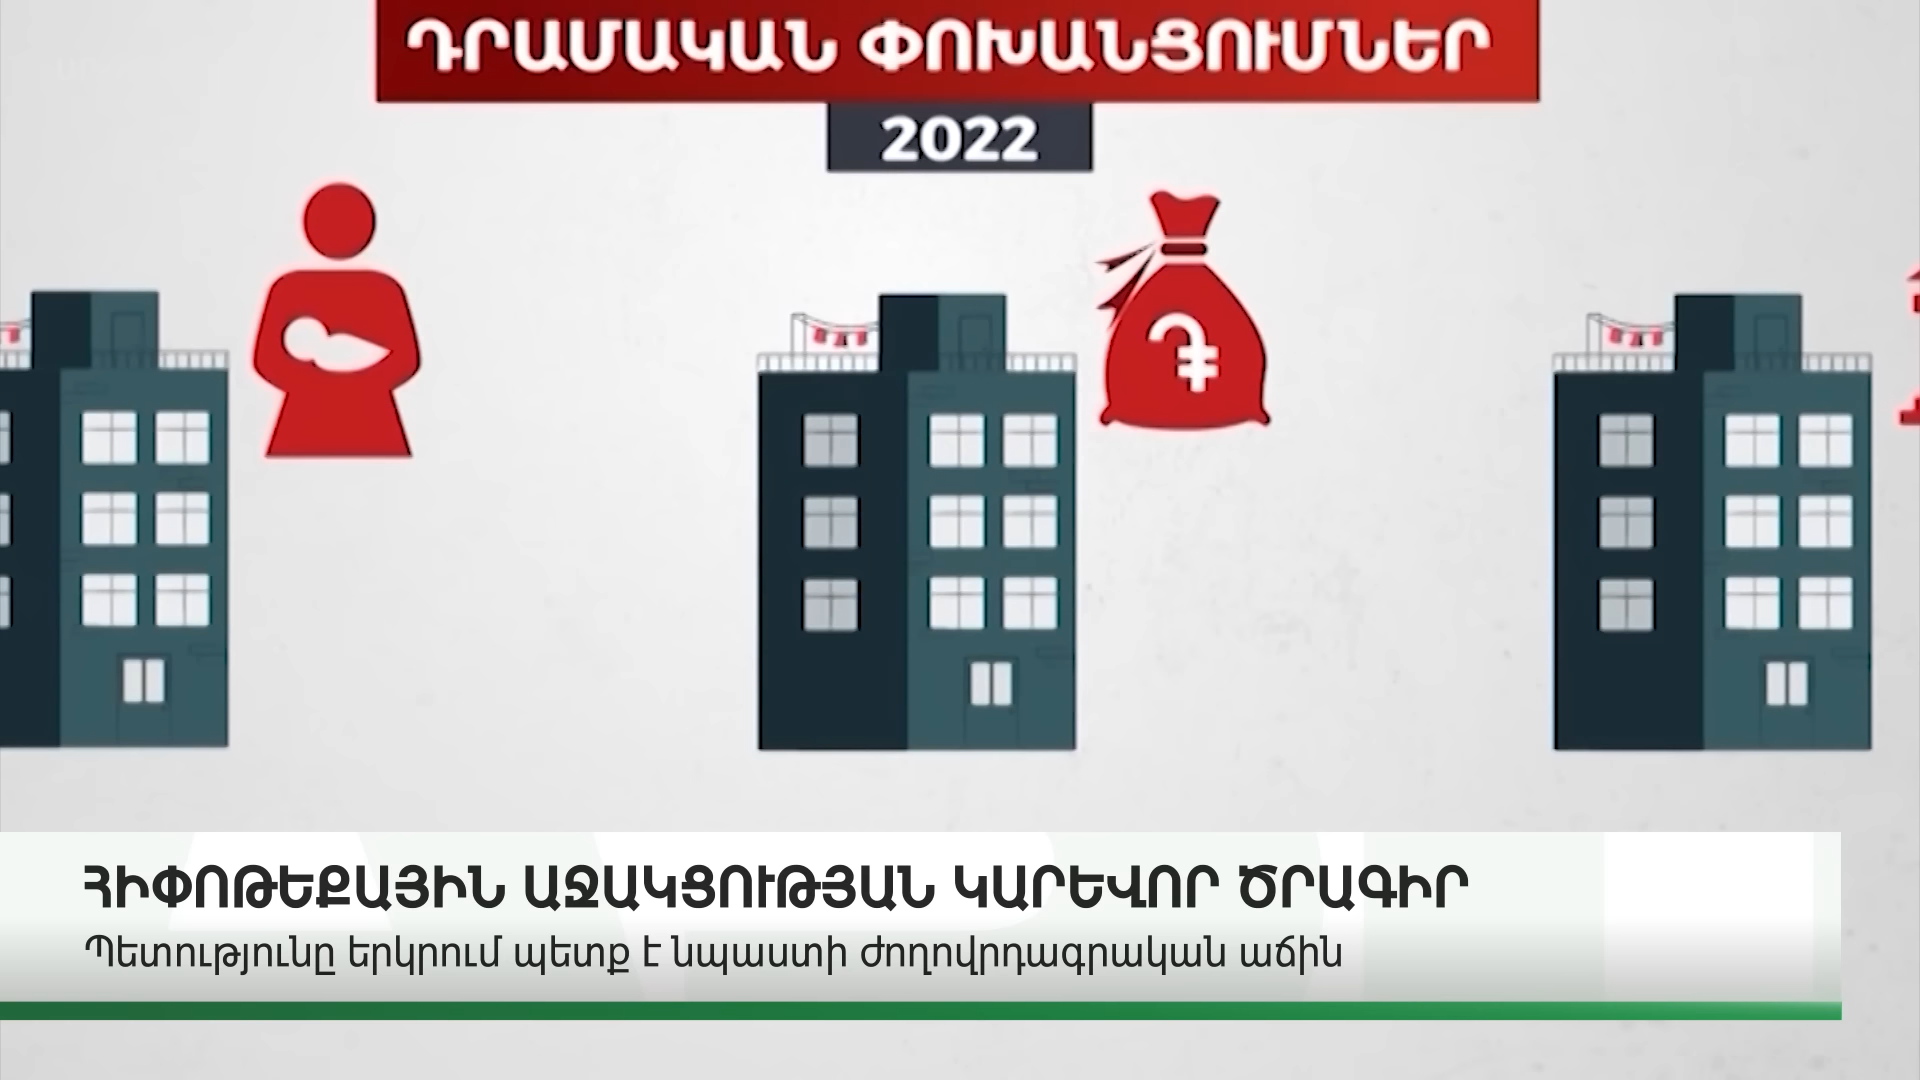 ԴՐԱՄԱԿԱՆ ՓՈԽԱՆՑՈՒՄՆԵՐ
2022
ՀԻՓՈԹԵՔԱՅԻՆ ԱՋԱԿՑՈՒԹՅԱՆ ԿԱՐԵՎՈՐ ԾՐԱԳԻՐ
Պետությունը երկրում պետք է նպաստի ժողովրդագրական աճին